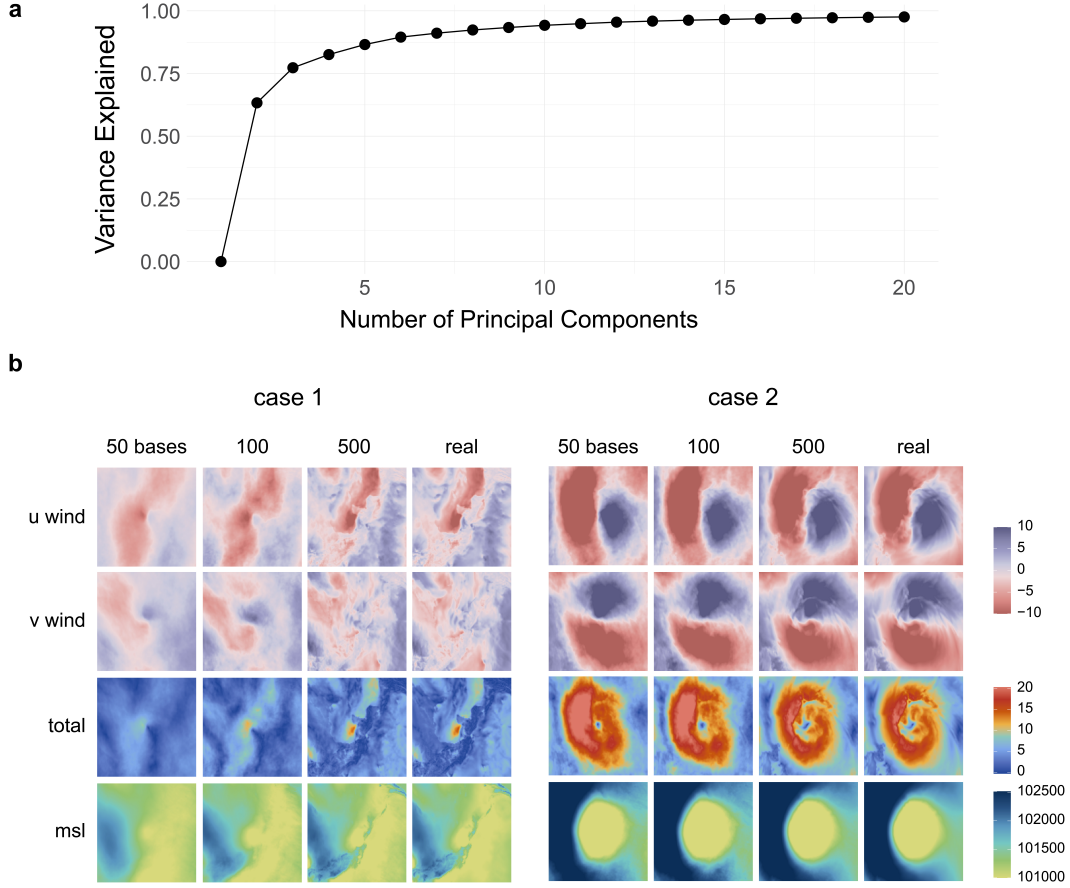 a
Variance Explained
1.00
0.75
0.50
0.25
0.00
5 10 15 20
Number of Principal Components
b
case 1 case 2
50 bases 100 500 real 50 bases 100 500 real
u wind
10
5
0
−5
−10
v wind
total
20
15
10
5
0
msl
102500
102000
101500
101000